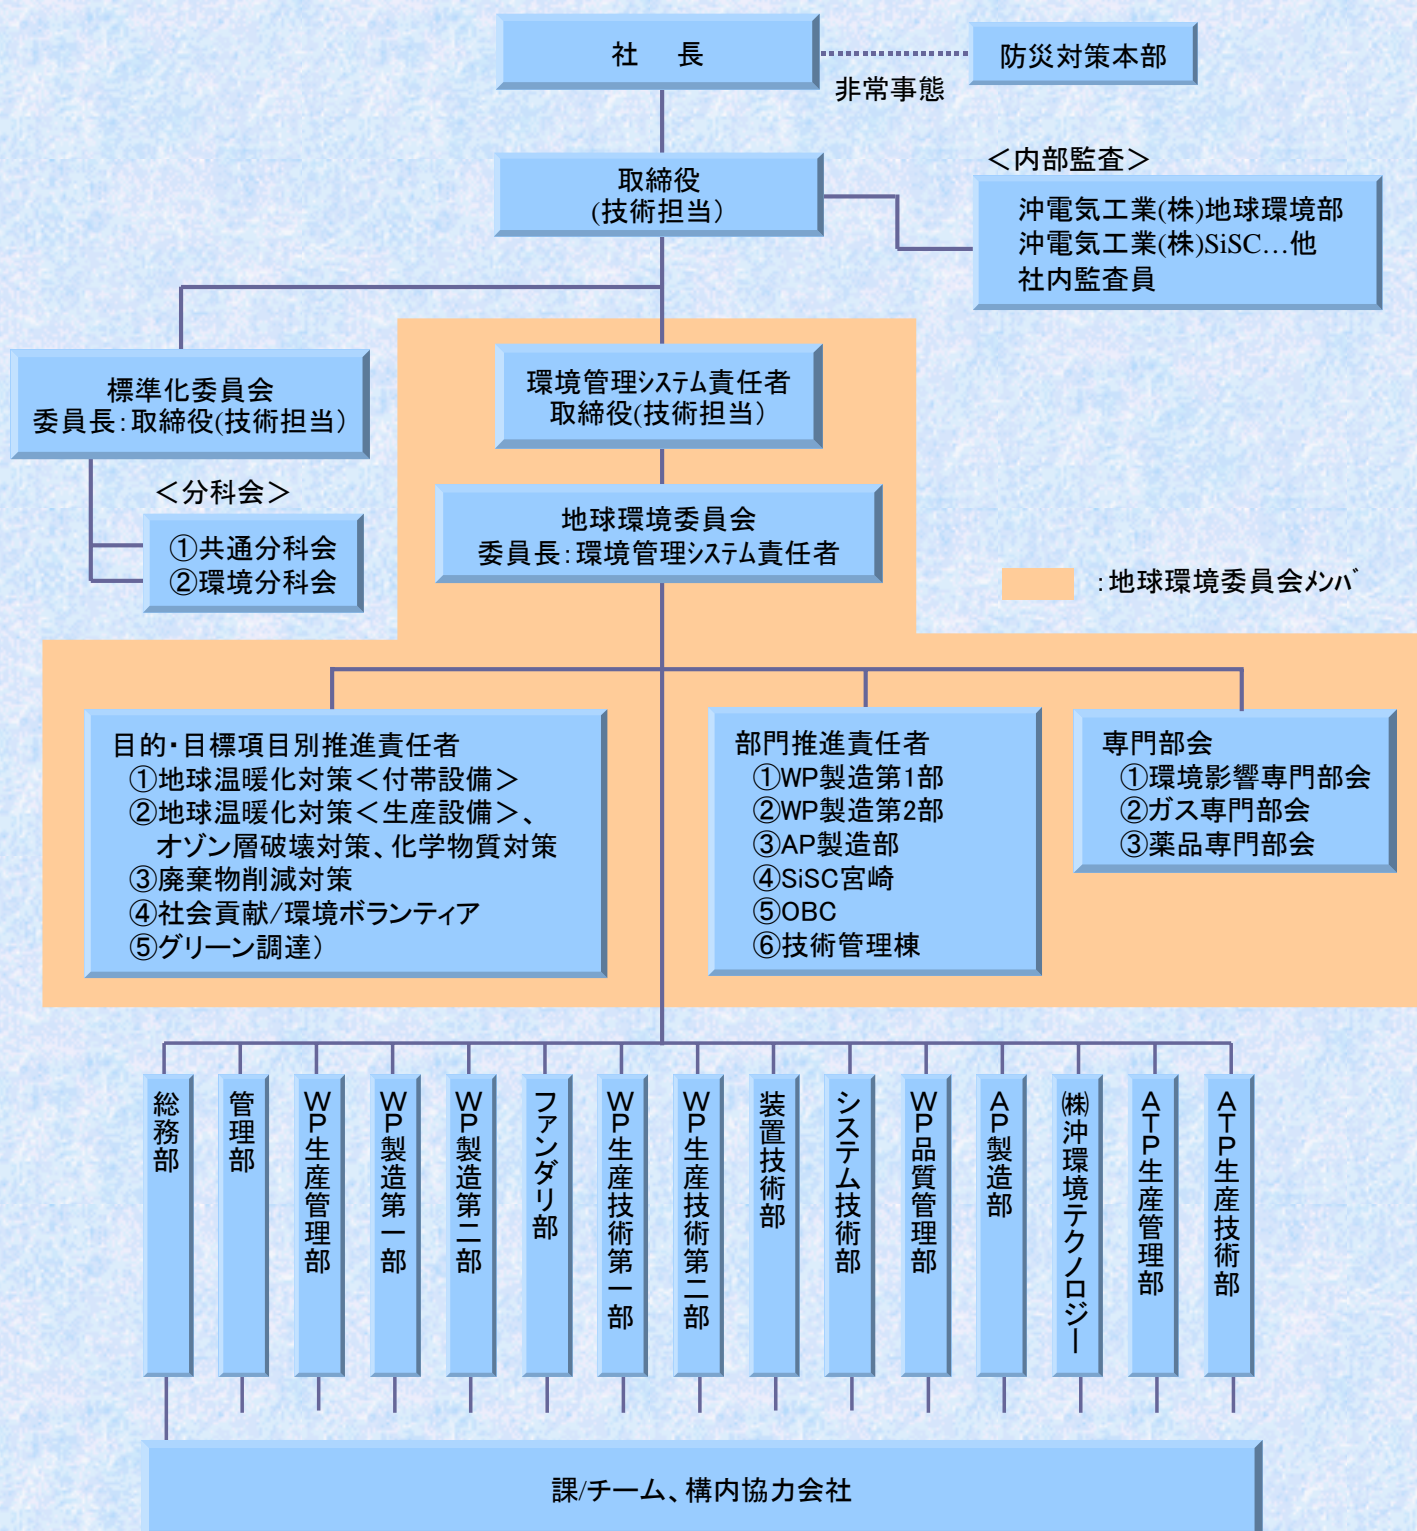 社　長
防災対策本部
非常事態
取締役
(技術担当)
＜内部監査＞
沖電気工業(株)地球環境部
沖電気工業(株)SiSC…他
社内監査員
標準化委員会
委員長：取締役(技術担当)
＜分科会＞
①共通分科会
②環境分科会
環境管理ｼｽﾃﾑ責任者
取締役(技術担当)
地球環境委員会
委員長：環境管理ｼｽﾃﾑ責任者
：地球環境委員会ﾒﾝﾊﾞ
目的・目標項目別推進責任者
①地球温暖化対策＜付帯設備＞
②地球温暖化対策＜生産設備＞、
オゾン層破壊対策、化学物質対策
③廃棄物削減対策
④社会貢献/環境ボランティア
⑤グリーン調達）
部門推進責任者
①WP製造第1部
②WP製造第2部
③AP製造部
④SiSC宮崎
⑤OBC
⑥技術管理棟
専門部会
①環境影響専門部会
②ガス専門部会
③薬品専門部会
総務部
管理部
ＷＰ生産管理部
ＷＰ製造第一部
ＷＰ製造第二部
ファンダリ部
ＷＰ生産技術第一部
ＷＰ生産技術第二部
装置技術部
システム技術部
ＷＰ品質管理部
ＡＰ製造部
㈱沖環境テクノロジー
ＡＴＰ生産管理部
ＡＴＰ生産技術部
課/チーム、構内協力会社